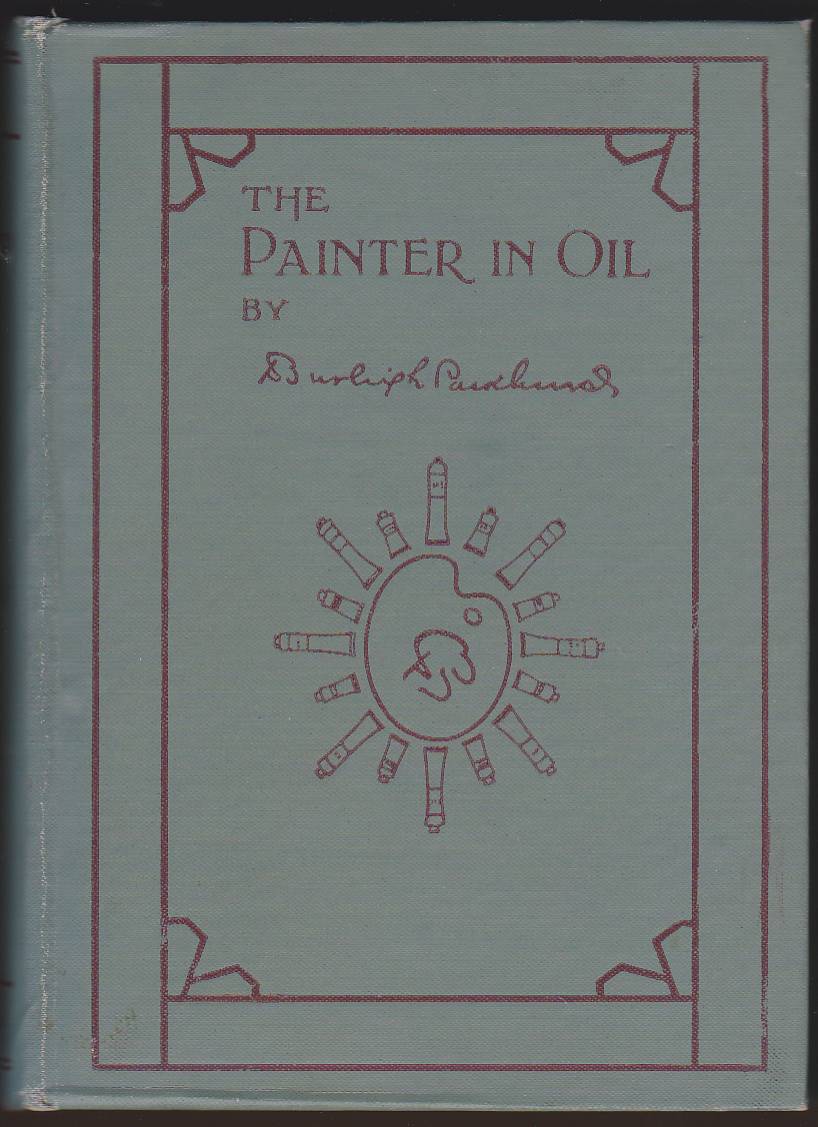 THE
PAINTER IN OIL
BY
D Burleigh Parkhurst